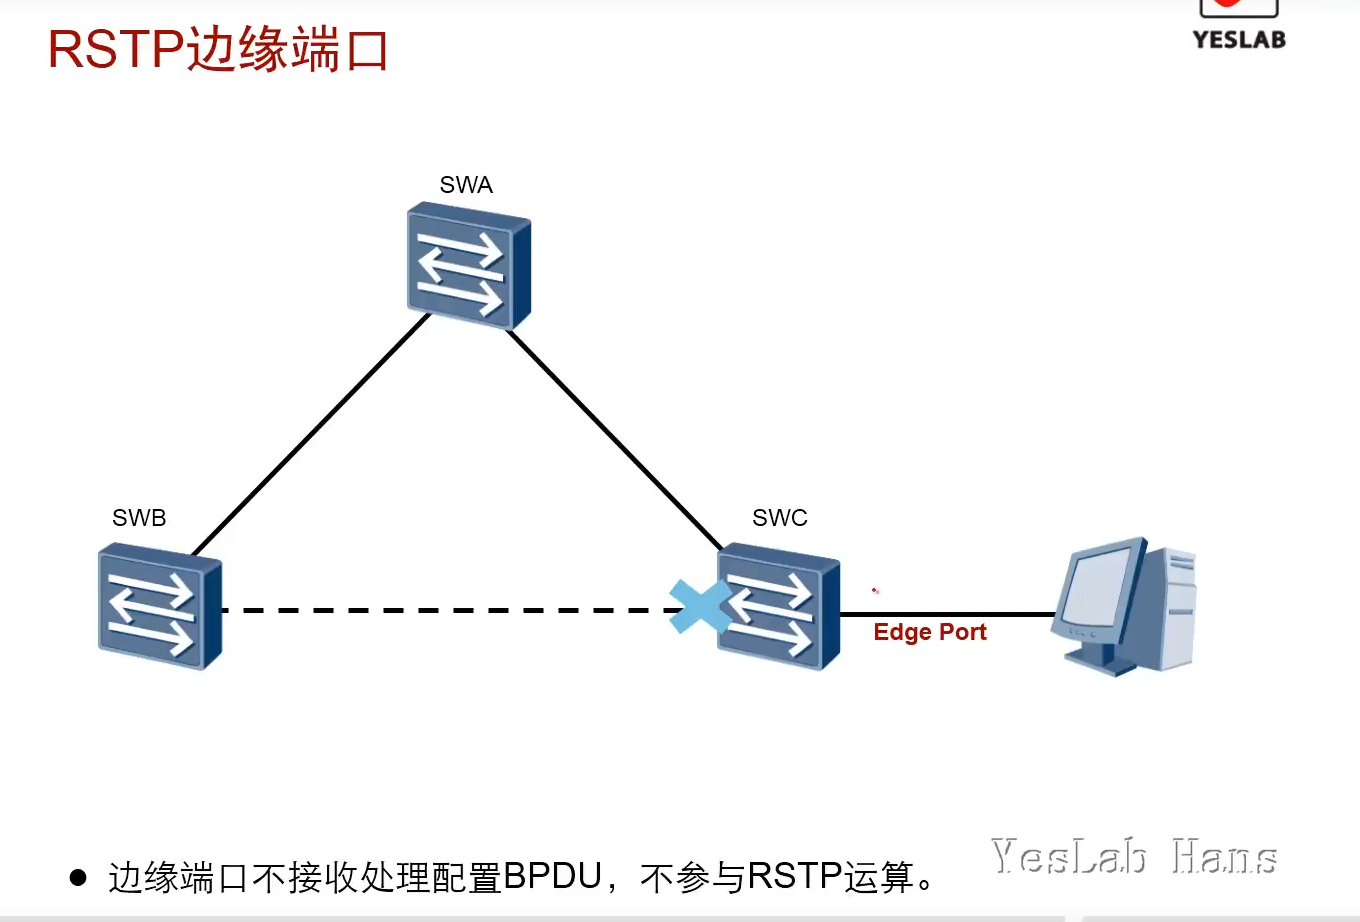 RSTP边缘端口
YESLAB
SWA
SWB
SWC
Edge Port
YesLab Hans
● 边缘端口不接收处理配置BPDU，不参与RSTP运算。